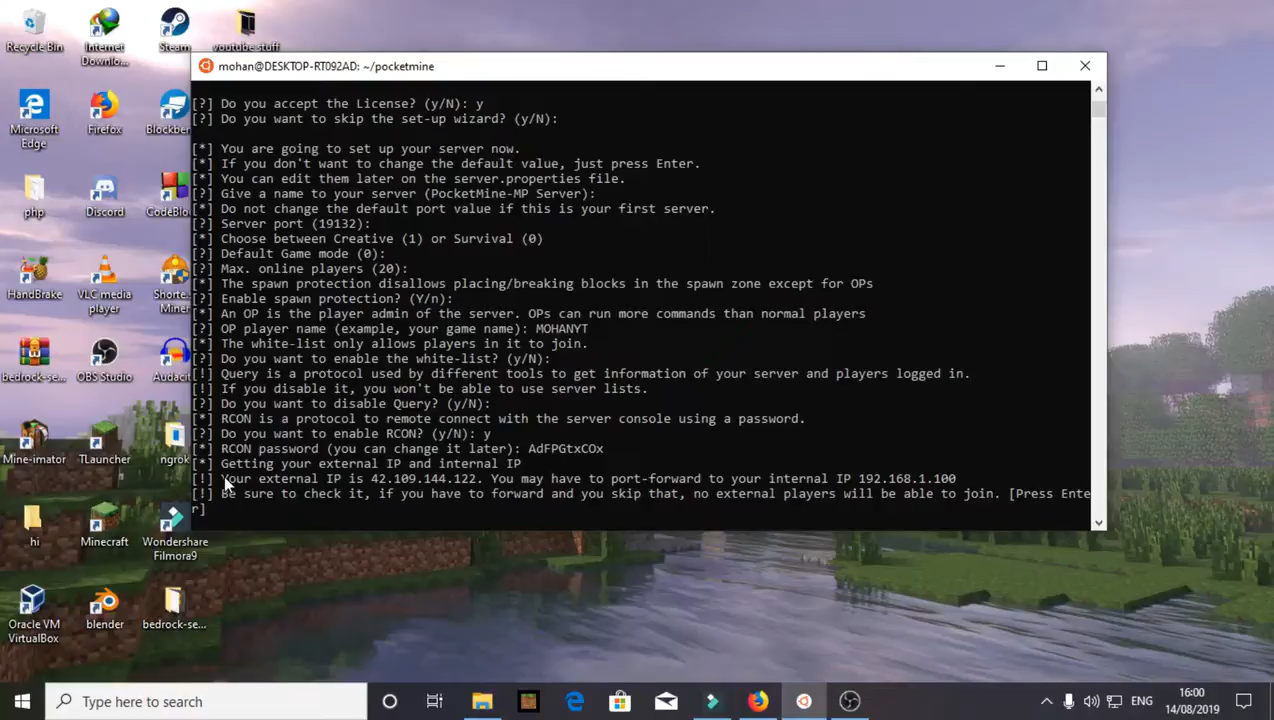 Recycle Bin
Internet
Downlo...
Steam
youtube-stuff
mohan@DESKTOP-RT092AD: ~/pocketmine
[?] Do you accept the License? (y/N): y
[?] Do you want to skip the set-up wizard? (y/N):
[*] You are going to set up your server now.
[*] If you don't want to change the default value, just press Enter.
[*] You can edit them later on the server.properties file.
[?] Give a name to your server (PocketMine-MP Server):
[*] Do not change the default port value if this is your first server.
[?] Server port (19132):
[*] Choose between Creative (1) or Survival (0)
[?] Default Game mode (0):
[?] Max. online players (20):
[*] The spawn protection disallows placing/breaking blocks in the spawn zone except for OPs
[?] Enable spawn protection? (Y/n):
[*] An OP is the player admin of the server. OPs can run more commands than normal players
[?] OP player name (example, your game name): MOHANYT
[*] The white-list only allows players in it to join.
[?] Do you want to enable the white-list? (y/N):
[!] Query is a protocol used by different tools to get information of your server and players logged in.
[!] If you disable it, you won't be able to use server lists.
[?] Do you want to disable Query? (y/N):
[*] RCON is a protocol to remote connect with the server console using a password.
[?] Do you want to enable RCON? (y/N): y
[*] RCON password (you can change it later): AdFPGtxCOx
[*] Getting your external IP and internal IP
[!] Your external IP is 42.109.144.122. You may have to port-forward to your internal IP 192.168.1.100
[!] Be sure to check it, if you have to forward and you skip that, no external players will be able to join. [Press Ente
r]
Microsoft
Edge
Firefox
Blockben
php
Discord
CodeBlo
HandBrake
VLC media
player
Shorte
Miner
bedrock-se...
OBS Studio
Audacit
Mine-imator
TLauncher
ngrok
hi
Minecraft
Wondershare
Filmora9
Oracle VM
VirtualBox
blender
bedrock-se...
Type here to search
ENG
16:00
14/08/2019